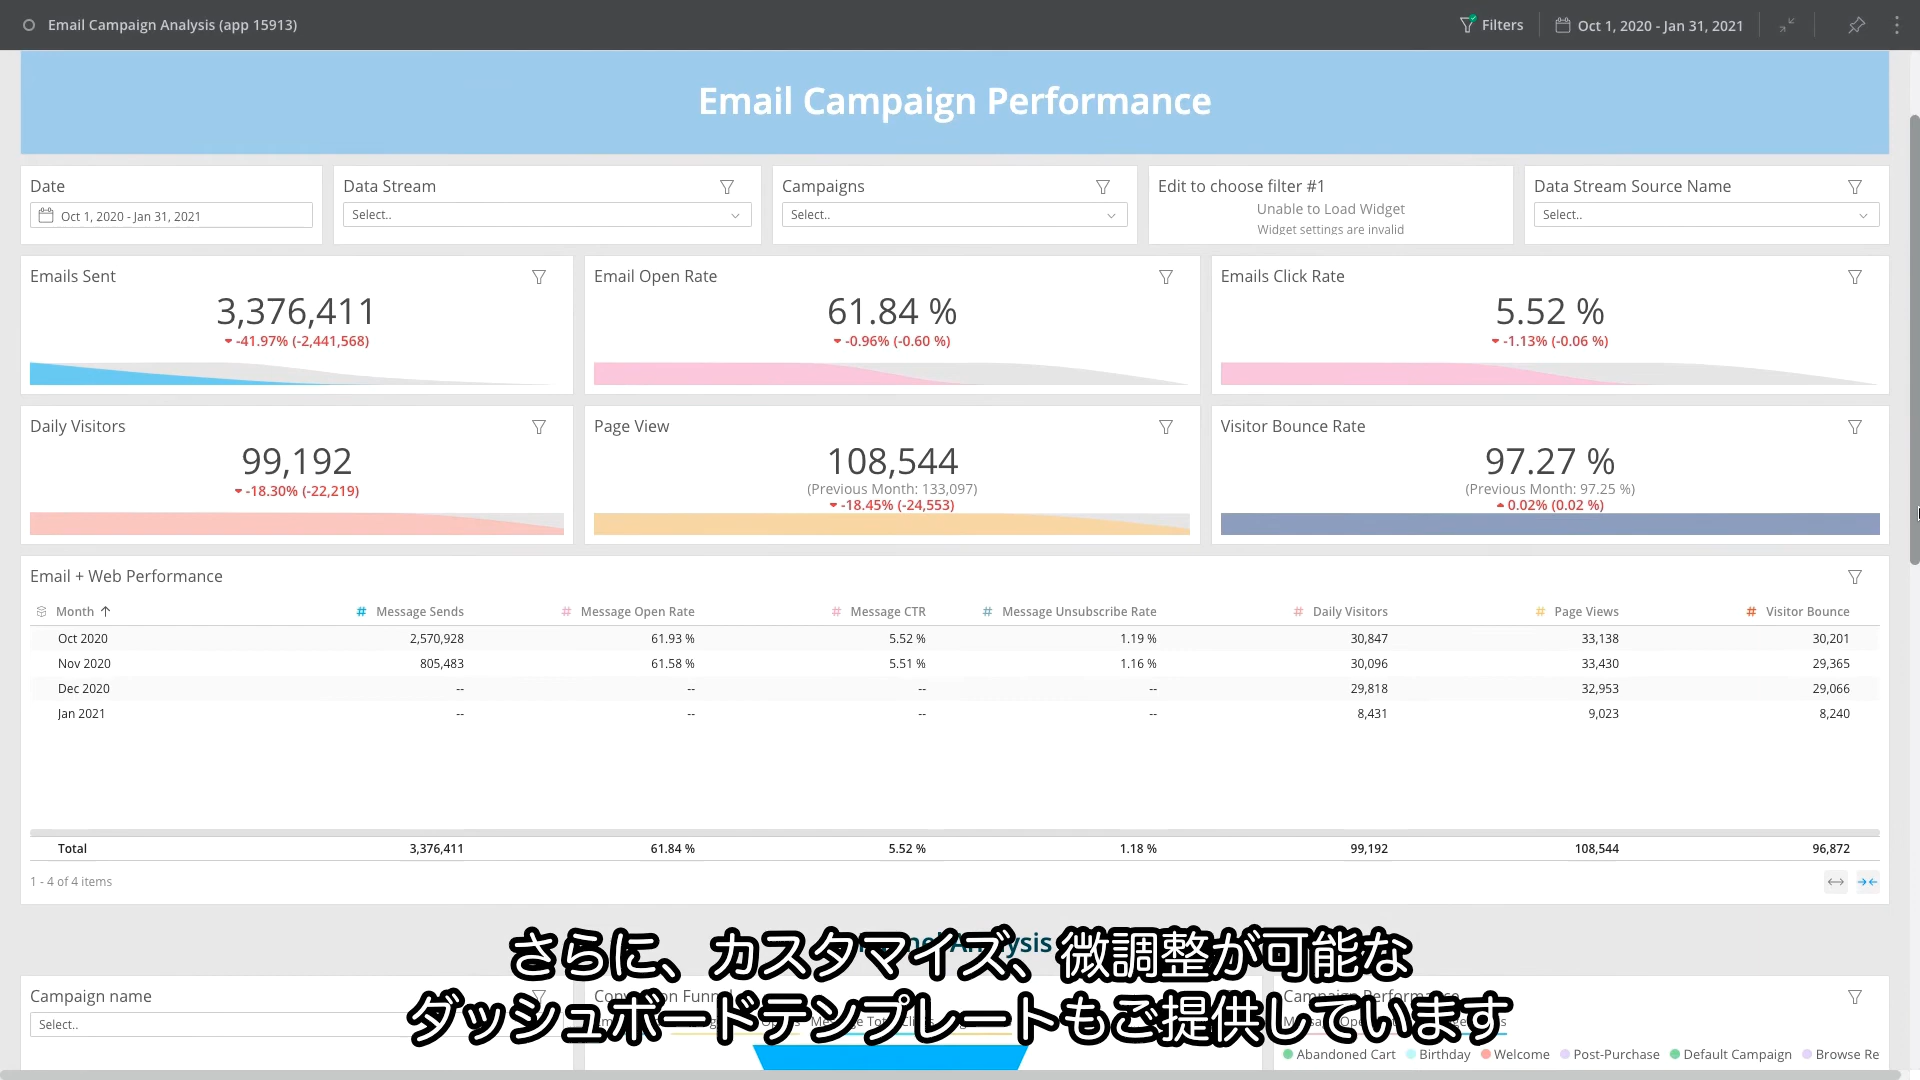 Email Campaign Analysis (app 15913)
Filters
Oct 1, 2020 - Jan 31, 2021
Email Campaign Performance
Date
Oct 1, 2020 - Jan 31, 2021
Data Stream
Select..
Campaigns
Select..
Edit to choose filter #1
Unable to Load Widget
Widget settings are invalid
Data Stream Source Name
Select..
Emails Sent
3,376,411
-41.97% (-2,441,568)
Email Open Rate
61.84 %
-0.96% (-0.60 %)
Emails Click Rate
5.52 %
-1.13% (-0.06 %)
Daily Visitors
99,192
-18.30% (-22,219)
Page View
108,544
(Previous Month: 133,097)
-18.45% (-24,553)
Visitor Bounce Rate
97.27 %
(Previous Month: 97.25 %)
0.02% (0.02 %)
Email + Web Performance
Month # Message Sends # Message Open Rate # Message CTR # Message Unsubscribe Rate # Daily Visitors # Page Views # Visitor Bounce
Oct 2020 2,570,928 61.93 % 5.52 % 1.19 % 30,847 33,138 30,201
Nov 2020 805,483 61.58 % 5.51 % 1.16 % 30,096 33,430 29,365
Dec 2020 -- -- -- -- 29,818 32,953 29,066
Jan 2021 -- -- -- -- 8,431 9,023 8,240
Total 3,376,411 61.84 % 5.52 % 1.18 % 99,192 108,544 96,872
1 - 4 of 4 items
Analysis
さらに、カスタマイズ、微調整が可能な
ダッシュボードテンプレートもご提供しています
Campaign name
Select..
Funnel
Campaign Performance
Abandoned Cart Birthday Welcome Post-Purchase Default Campaign Browse Re